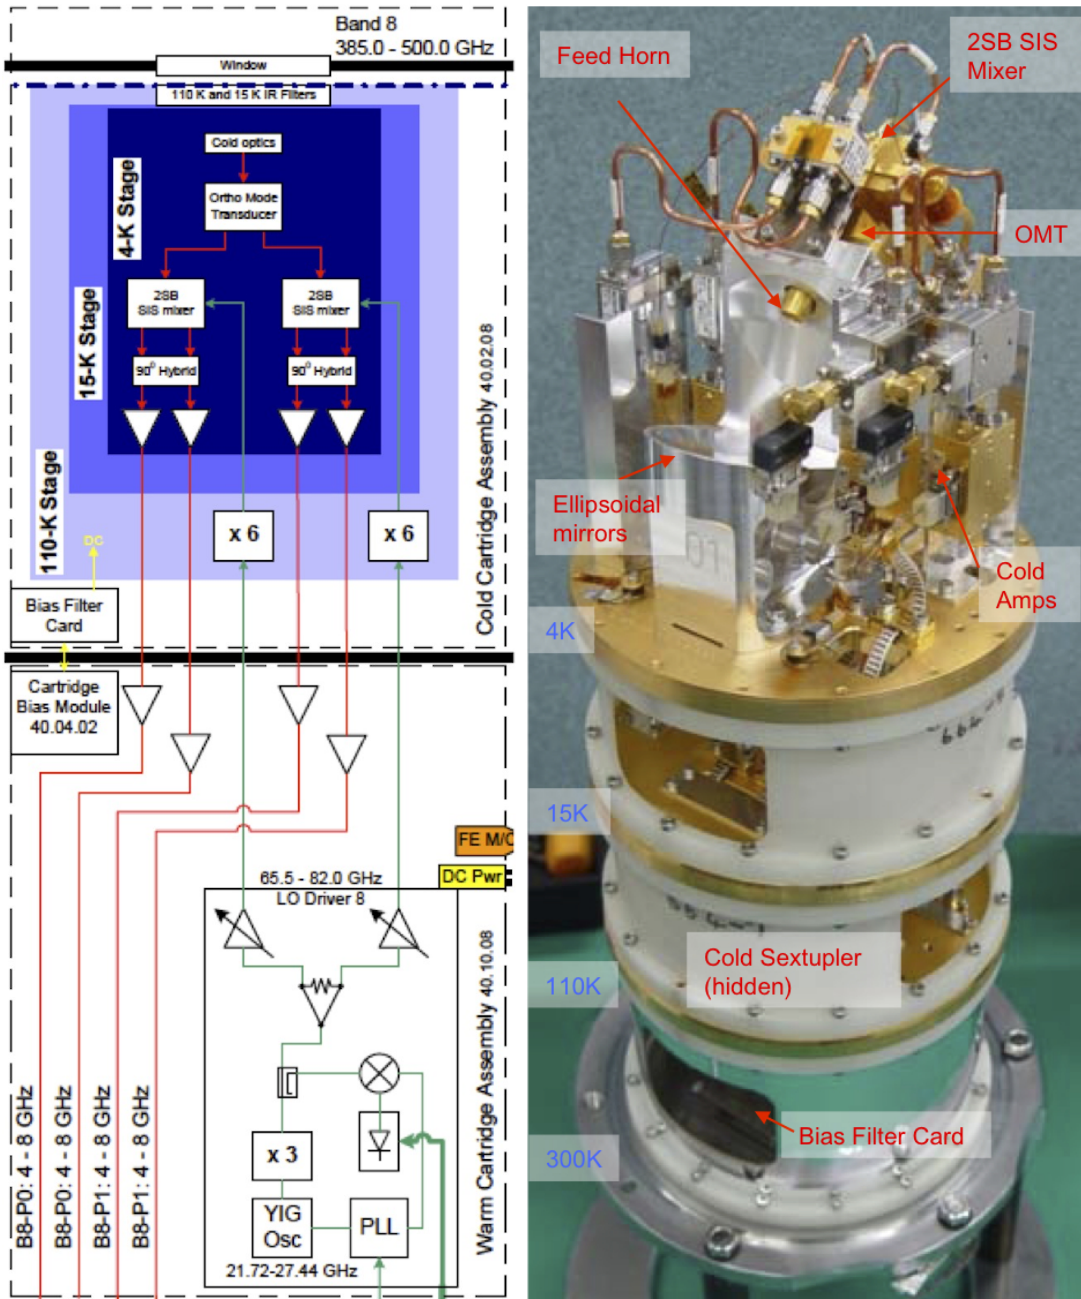 Band 8
385.0 - 500.0 GHz
Window
110 K and 15 K IR Filters
Cold optics
Ortho Mode
Transducer
4-K Stage
2SB
SIS mixer
2SB
SIS mixer
15-K Stage
90⁰ Hybrid
90⁰ Hybrid
110-K Stage
x 6
x 6
DC
Bias Filter
Card
Cold Cartridge Assembly 40.02.08
Cartridge
Bias Module
40.04.02
FE M/C
DC Pwr
65.5 - 82.0 GHz
LO Driver 8
x 3
YIG
Osc
PLL
21.72-27.44 GHz
B8-P0: 4 - 8 GHz
B8-P0: 4 - 8 GHz
B8-P1: 4 - 8 GHz
B8-P1: 4 - 8 GHz
Warm Cartridge Assembly 40.10.08
Feed Horn
2SB SIS
Mixer
OMT
Ellipsoidal
mirrors
01
Cold
Amps
4K
15K
Cold Sextupler
(hidden)
110K
Bias Filter Card
300K